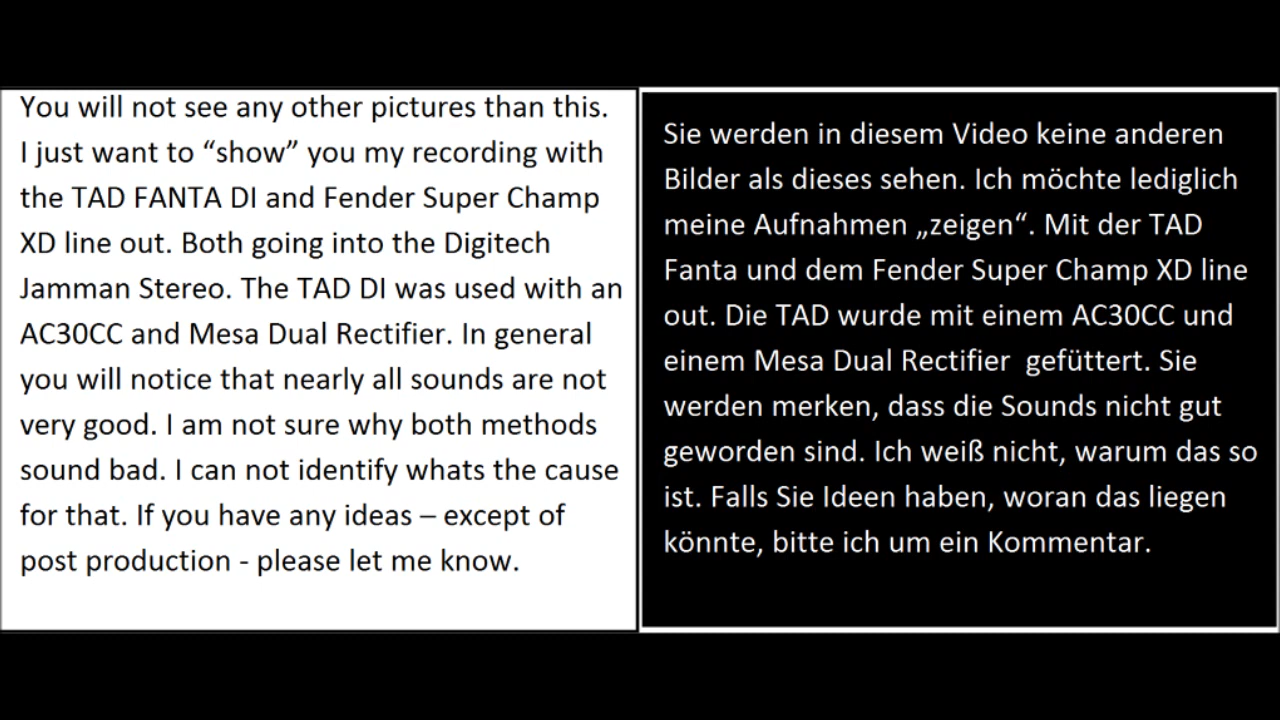 You will not see any other pictures than this.
I just want to “show” you my recording with
the TAD FANTA DI and Fender Super Champ
XD line out. Both going into the Digitech
Jamman Stereo. The TAD DI was used with an
AC30CC and Mesa Dual Rectifier. In general
you will notice that nearly all sounds are not
very good. I am not sure why both methods
sound bad. I can not identify whats the cause
for that. If you have any ideas – except of
post production - please let me know.
Sie werden in diesem Video keine anderen
Bilder als dieses sehen. Ich möchte lediglich
meine Aufnahmen „zeigen“. Mit der TAD
Fanta und dem Fender Super Champ XD line
out. Die TAD wurde mit einem AC30CC und
einem Mesa Dual Rectifier  gefüttert. Sie
werden merken, dass die Sounds nicht gut
geworden sind. Ich weiß nicht, warum das so
ist. Falls Sie Ideen haben, woran das liegen
könnte, bitte ich um ein Kommentar.